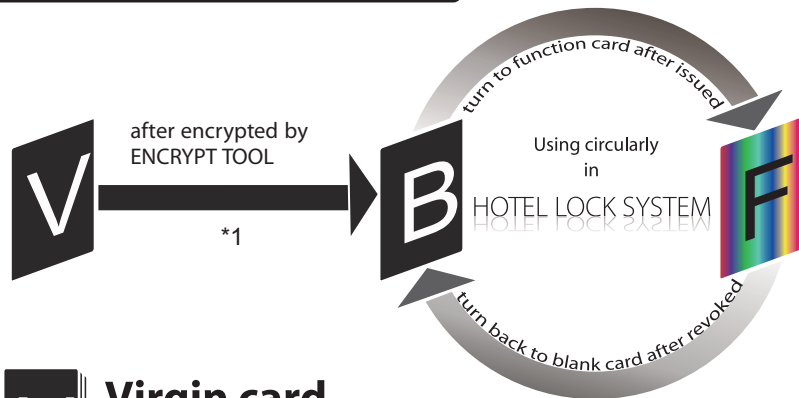 after encrypted by
ENCRYPT TOOL
V
*1
B
turn to function card after issued
Using circularly
in
HOTEL LOCK SYSTEM
F
turn back to blank card after revoked
Virgin card